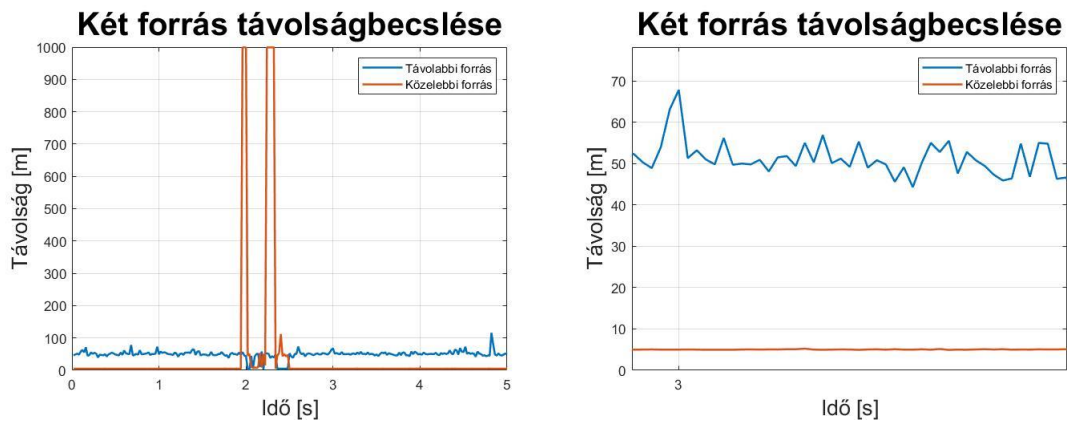 Két forrás távolságbecslése
1000
900
800
700
600
500
400
300
200
100
0
Távolság [m]
Távolabbi forrás
Közelebbi forrás
0 1 2 3 4 5
Idő [s]
Két forrás távolságbecslése
70
60
50
40
30
20
10
0
Távolság [m]
Távolabbi forrás
Közelebbi forrás
3
Idő [s]